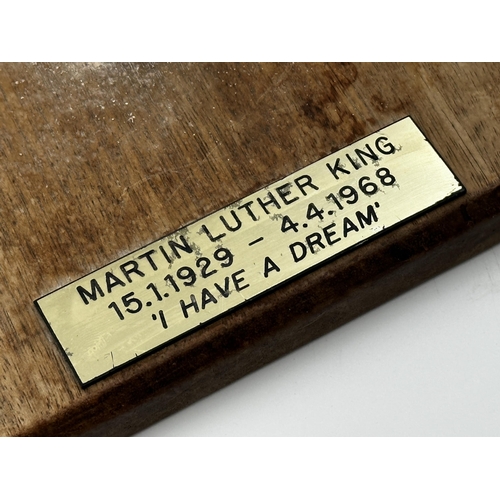 MARTIN LUTHER KING
15.1.1929 - 4.4.1968
'I HAVE A DREAM'